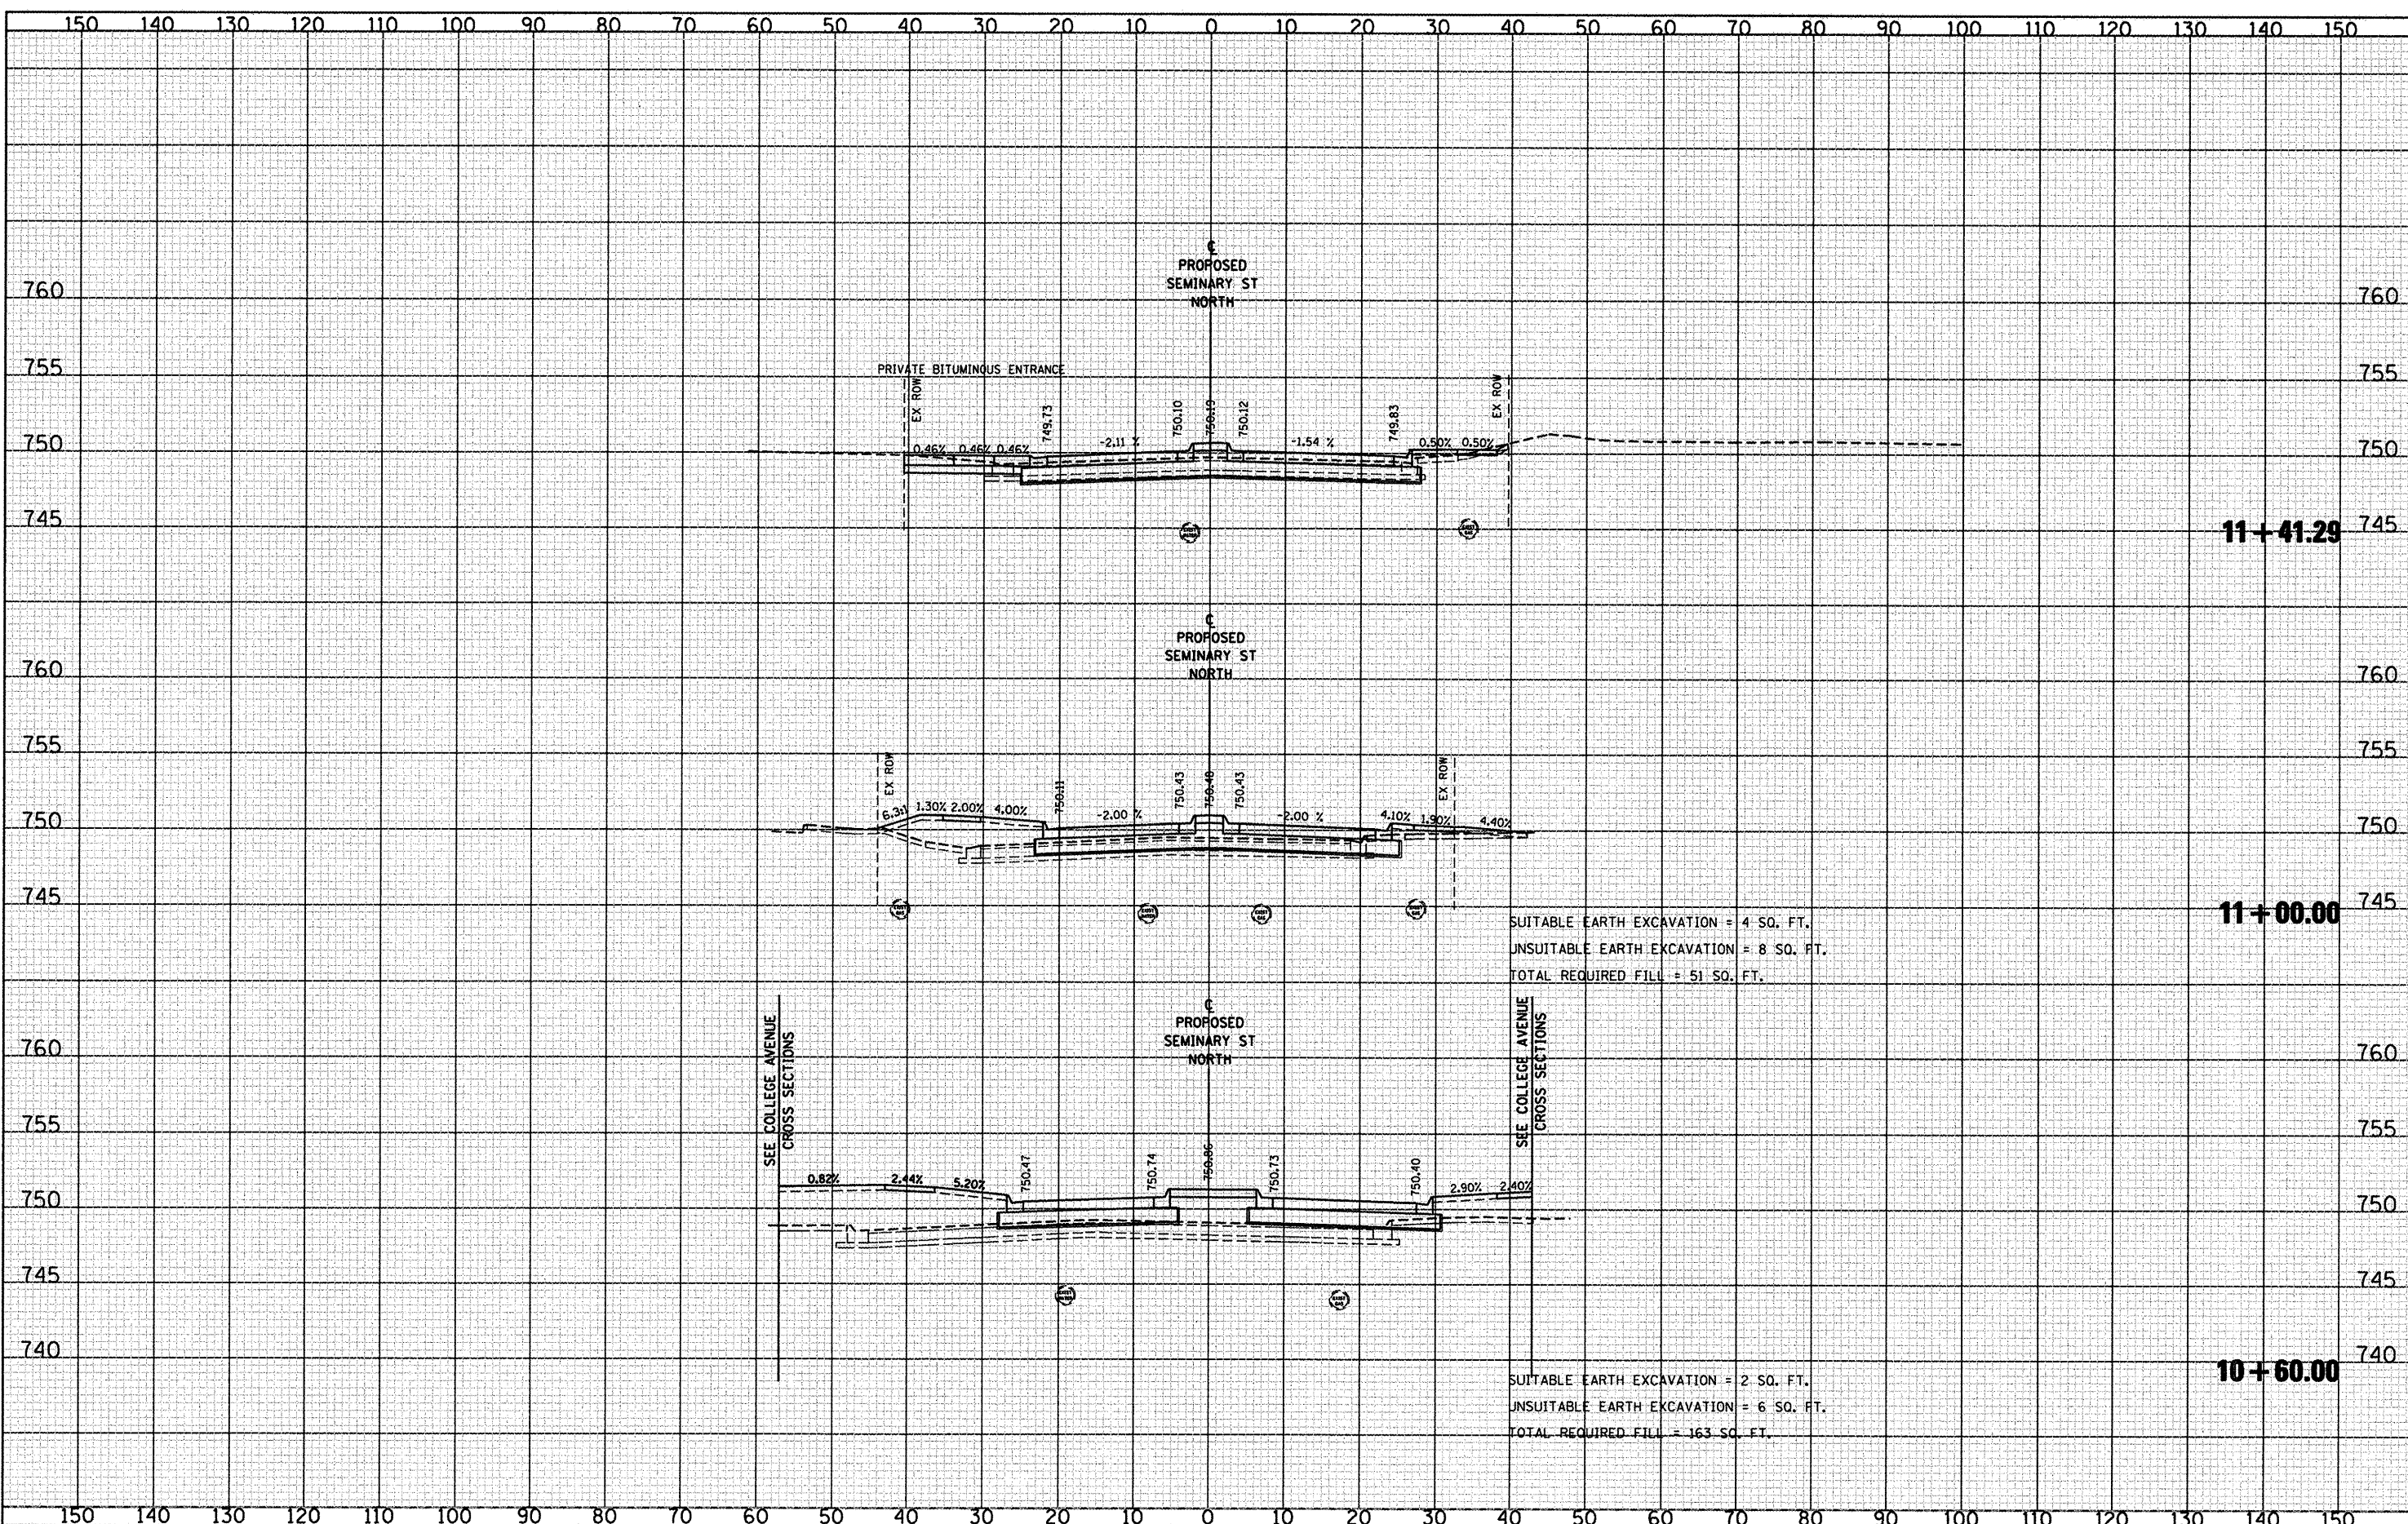 150 140 130 120 110 100 90 80 70 60 50 40 30 20 10 0 10 20 30 40 50 60 70 80 90 100 110 120 130 140 150
℄
PROPOSED
SEMINARY ST
NORTH
760 760
755 755
PRIVATE BITUMINOUS ENTRANCE
EX ROW
EX ROW
749.73
750.10
750.19
750.12
749.83
750 750
0.46% 0.46% 0.46% -2.11 % -1.54 % 0.50% 0.50%
745 745
11+41.29
℄
PROPOSED
SEMINARY ST
NORTH
760 760
755 755
EX ROW
EX ROW
750.11
750.43
750.48
750.43
6.3:1 1.30% 2.00% 4.00% -2.00 % -2.00 % 4.10% 1.90% 4.40%
750 750
745 745
11+00.00
SUITABLE EARTH EXCAVATION = 4 SQ. FT.
UNSUITABLE EARTH EXCAVATION = 8 SQ. FT.
TOTAL REQUIRED FILL = 51 SQ. FT.
℄
PROPOSED
SEMINARY ST
NORTH
SEE COLLEGE AVENUE
CROSS SECTIONS
SEE COLLEGE AVENUE
CROSS SECTIONS
760 760
755 755
750.47
750.74
750.86
750.73
750.40
0.82% 2.44% 5.20% 2.90% 2.40%
750 750
745 745
EXIST
GAS
740 740
10+60.00
SUITABLE EARTH EXCAVATION = 2 SQ. FT.
UNSUITABLE EARTH EXCAVATION = 6 SQ. FT.
TOTAL REQUIRED FILL = 163 SQ. FT.
150 140 130 120 110 100 90 80 70 60 50 40 30 20 10 0 10 20 30 40 50 60 70 80 90 100 110 120 130 140 150